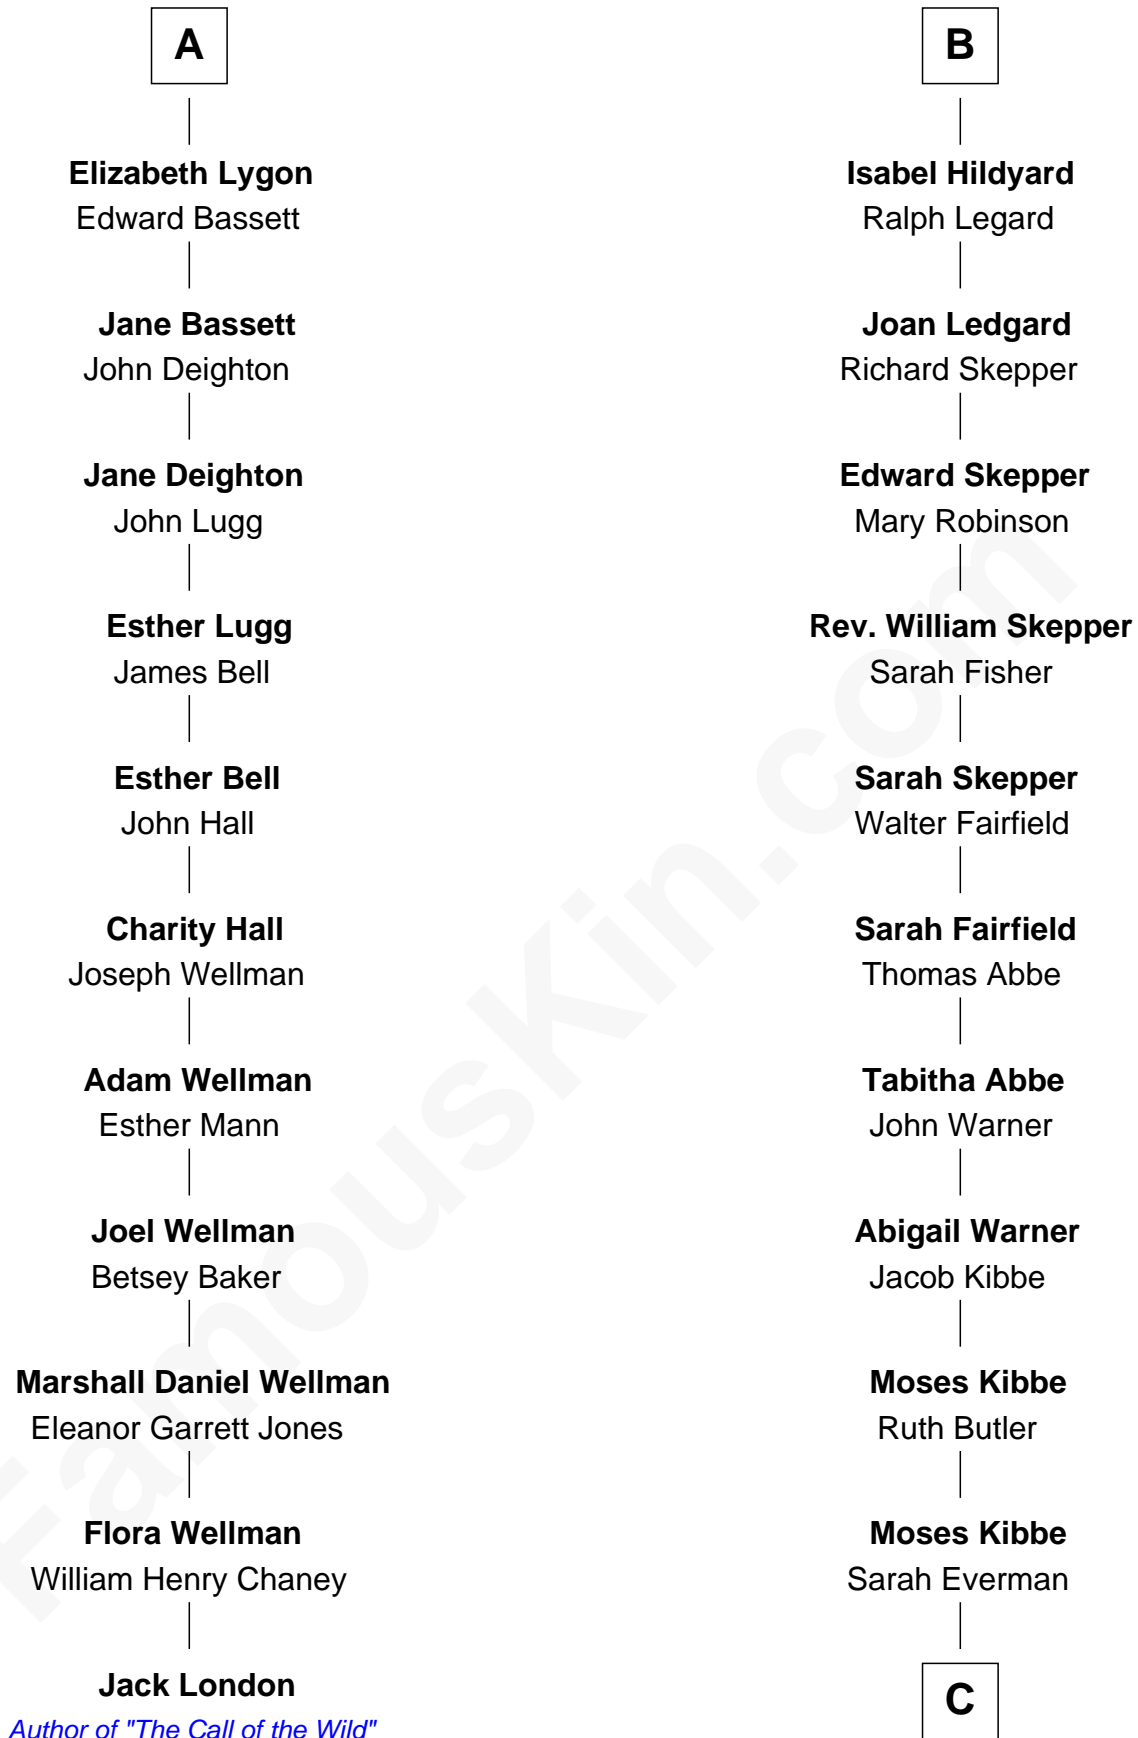 A
Elizabeth Lygon
Edward Bassett
Jane Bassett
John Deighton
Jane Deighton
John Lugg
Esther Lugg
James Bell
Esther Bell
John Hall
Charity Hall
Joseph Wellman
Adam Wellman
Esther Mann
Joel Wellman
Betsey Baker
Marshall Daniel Wellman
Eleanor Garrett Jones
Flora Wellman
William Henry Chaney
Jack London
Author of "The Call of the Wild"
B
Isabel Hildyard
Ralph Legard
Joan Ledgard
Richard Skepper
Edward Skepper
Mary Robinson
Rev. William Skepper
Sarah Fisher
Sarah Skepper
Walter Fairfield
Sarah Fairfield
Thomas Abbe
Tabitha Abbe
John Warner
Abigail Warner
Jacob Kibbe
Moses Kibbe
Ruth Butler
Moses Kibbe
Sarah Everman
C
FamousKin.com